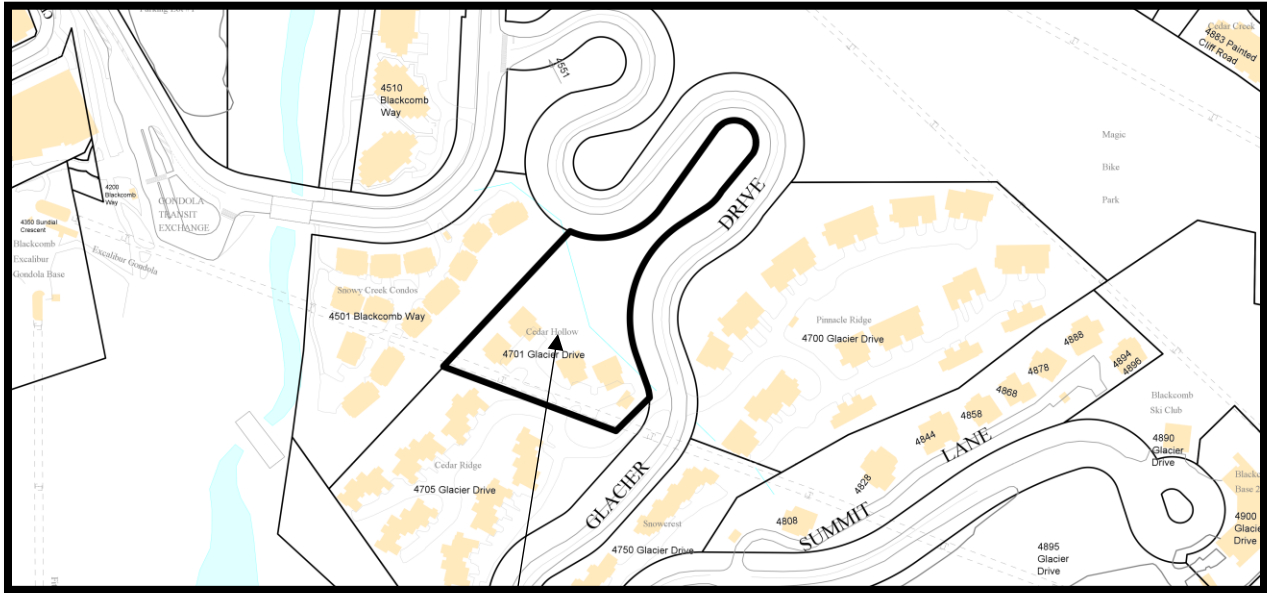 4510
Blackcomb
Way
4551
Cedar Creek
4883 Painted
Cliff Road
Magic
Bike
Park
4200
Blackcomb
Way
GONDOLA
TRANSIT
EXCHANGE
4350 Sundial
Crescent
Blackcomb
Excalibur
Gondola Base
Excalibur Gondola
Snowy Creek Condos
4501 Blackcomb Way
Cedar Hollow
4701 Glacier Drive
DRIVE
Pinnacle Ridge
4700 Glacier Drive
4888
4894
4896
4878
4868
4858
4844
4828
4808
SUMMIT
LANE
Blackcomb
Ski Club
4890
Glacier
Drive
Cedar Ridge
4705 Glacier Drive
GLACIER
Snowcrest
4750 Glacier Drive
4895
Glacier
Drive
Base 2
4900
Drive